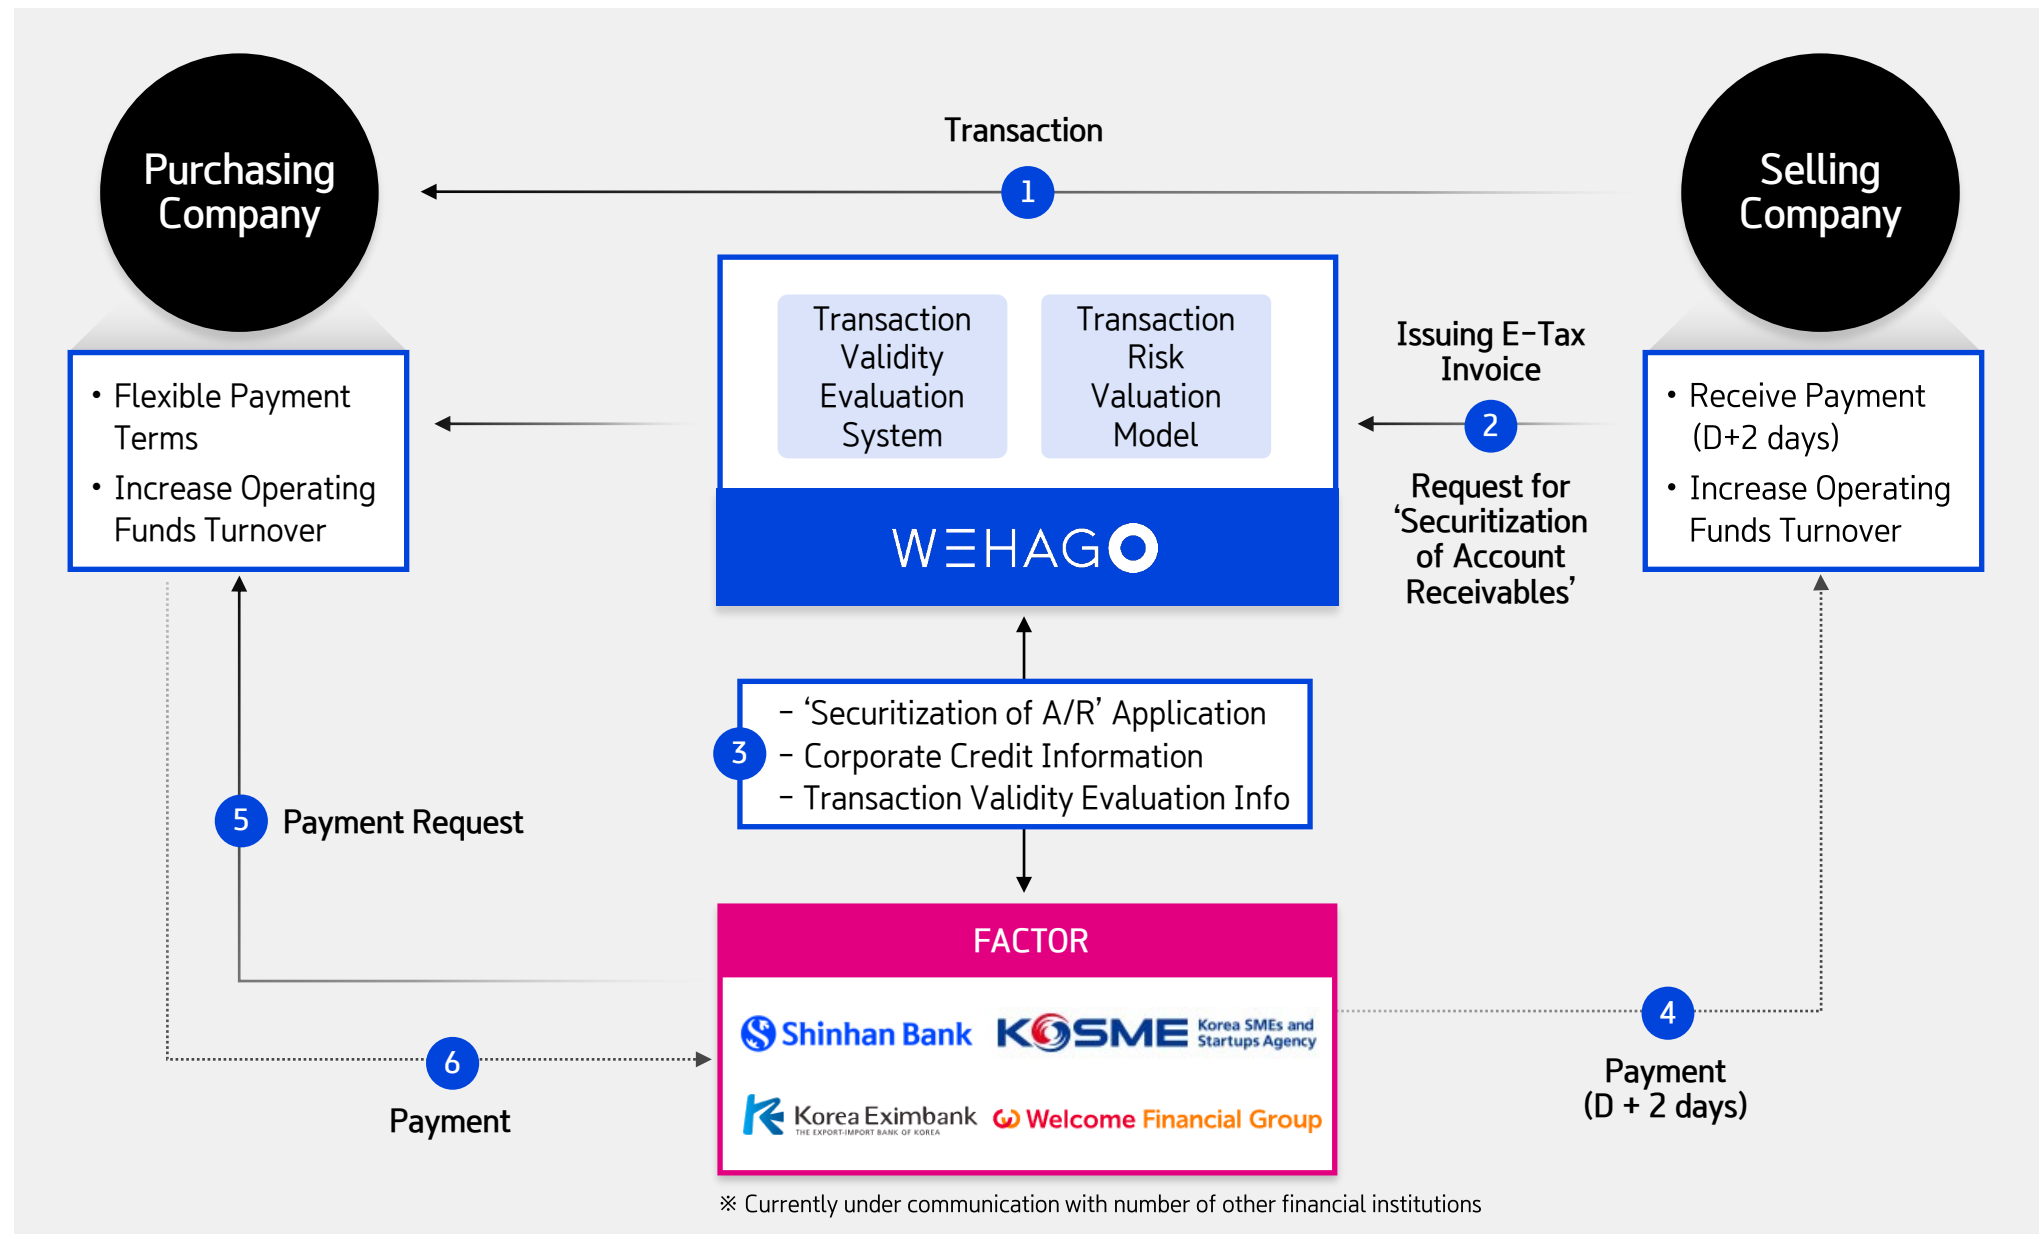 Purchasing
Company
Transaction
1
Selling
Company
• Flexible Payment
Terms
• Increase Operating
Funds Turnover
Transaction
Validity
Evaluation
System
Transaction
Risk
Valuation
Model
WEHAGO
Issuing E-Tax
Invoice
2
Request for
‘Securitization
of Account
Receivables’
• Receive Payment
(D+2 days)
• Increase Operating
Funds Turnover
3
- ‘Securitization of A/R’ Application
- Corporate Credit Information
- Transaction Validity Evaluation Info
5 Payment Request
FACTOR
Shinhan Bank
KOSME Korea SMEs and
Startups Agency
Korea Eximbank
THE EXPORT-IMPORT BANK OF KOREA
Welcome Financial Group
4
Payment
(D + 2 days)
6
Payment
※ Currently under communication with number of other financial institutions